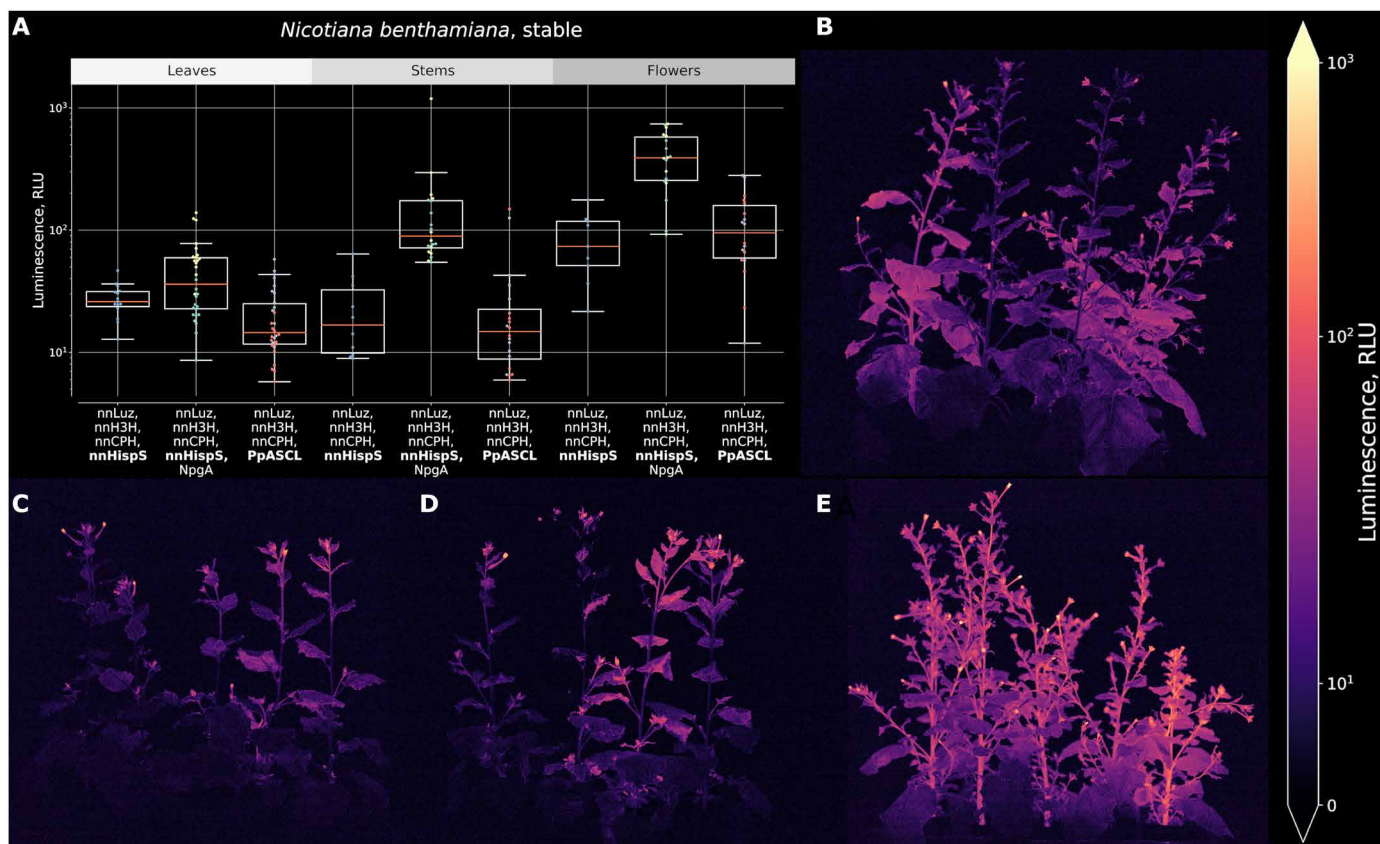 A
Nicotiana benthamiana, stable
Leaves
Stems
Flowers
10³
10²
10¹
Luminescence, RLU
nnLuz,
nnH3H,
nnCPH,
nnHispS
nnLuz,
nnH3H,
nnCPH,
nnHispS,
NpgA
nnLuz,
nnH3H,
nnCPH,
PpASCL
nnLuz,
nnH3H,
nnCPH,
nnHispS
nnLuz,
nnH3H,
nnCPH,
nnHispS,
NpgA
nnLuz,
nnH3H,
nnCPH,
PpASCL
nnLuz,
nnH3H,
nnCPH,
nnHispS
nnLuz,
nnH3H,
nnCPH,
nnHispS,
NpgA
nnLuz,
nnH3H,
nnCPH,
PpASCL
B
C
D
E
10³
10²
10¹
0
Luminescence, RLU